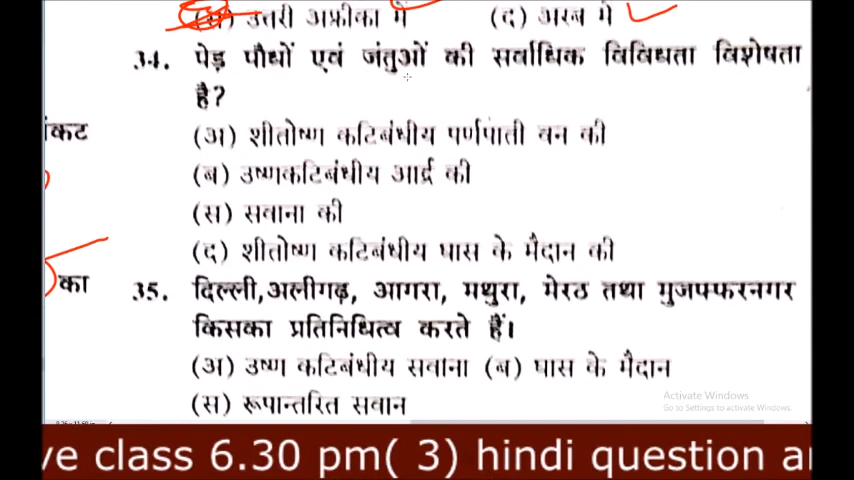 उत्तरी अफ्रीका में (द) अरब मे
34. पेड़ पौधों एवं जंतुओं की सर्वाधिक विविधता विशेषता
है?
(अ) शीतोष्ण कटिबंधीय पर्णपाती वन की
(ब) उष्णकटिबंधीय आर्द्र की
(स) सवाना की
(द) शीतोष्ण कटिबंधीय घास के मैदान की
का
35. दिल्ली,अलीगढ़, आगरा, मथुरा, मेरठ तथा मुजफ्फरनगर
किसका प्रतिनिधित्व करते हैं।
(अ) उष्ण कटिबंधीय सवाना (ब) घास के मैदान
(स) रूपान्तरित सवान
Activate Windows
Go to Settings to activate Windows.
ve class 6.30 pm( 3) hindi question a